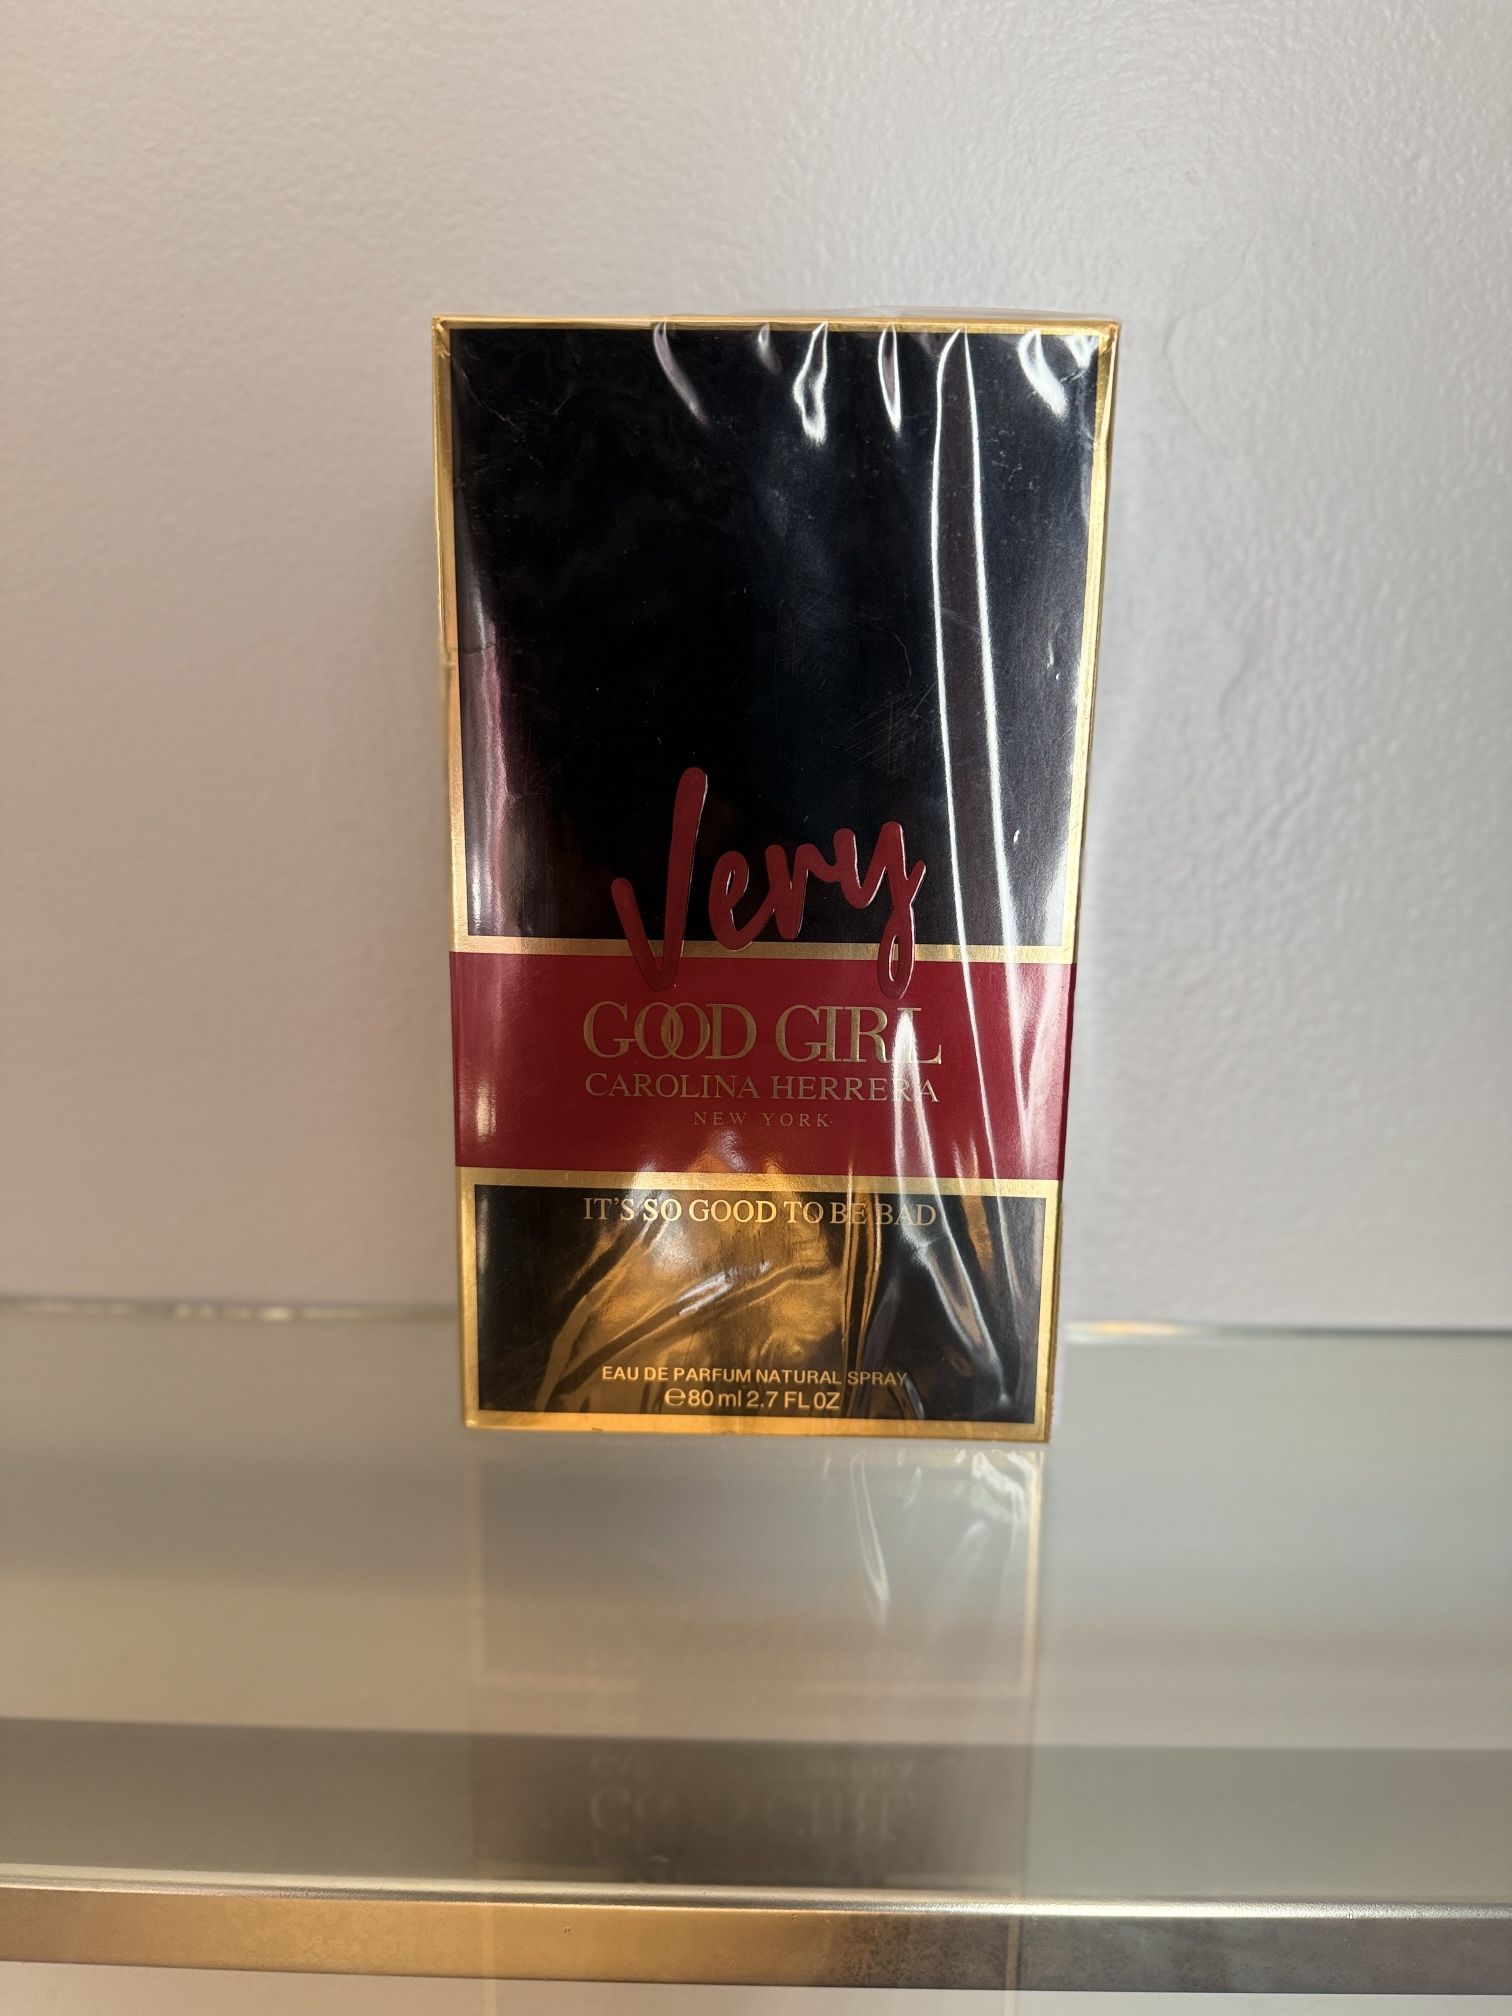 Very
GOOD GIRL
CAROLINA HERRERA
NEW YORK
IT'S SO GOOD TO BE BAD
EAU DE PARFUM NATURAL SPRAY
℮80 ml 2.7 FL OZ